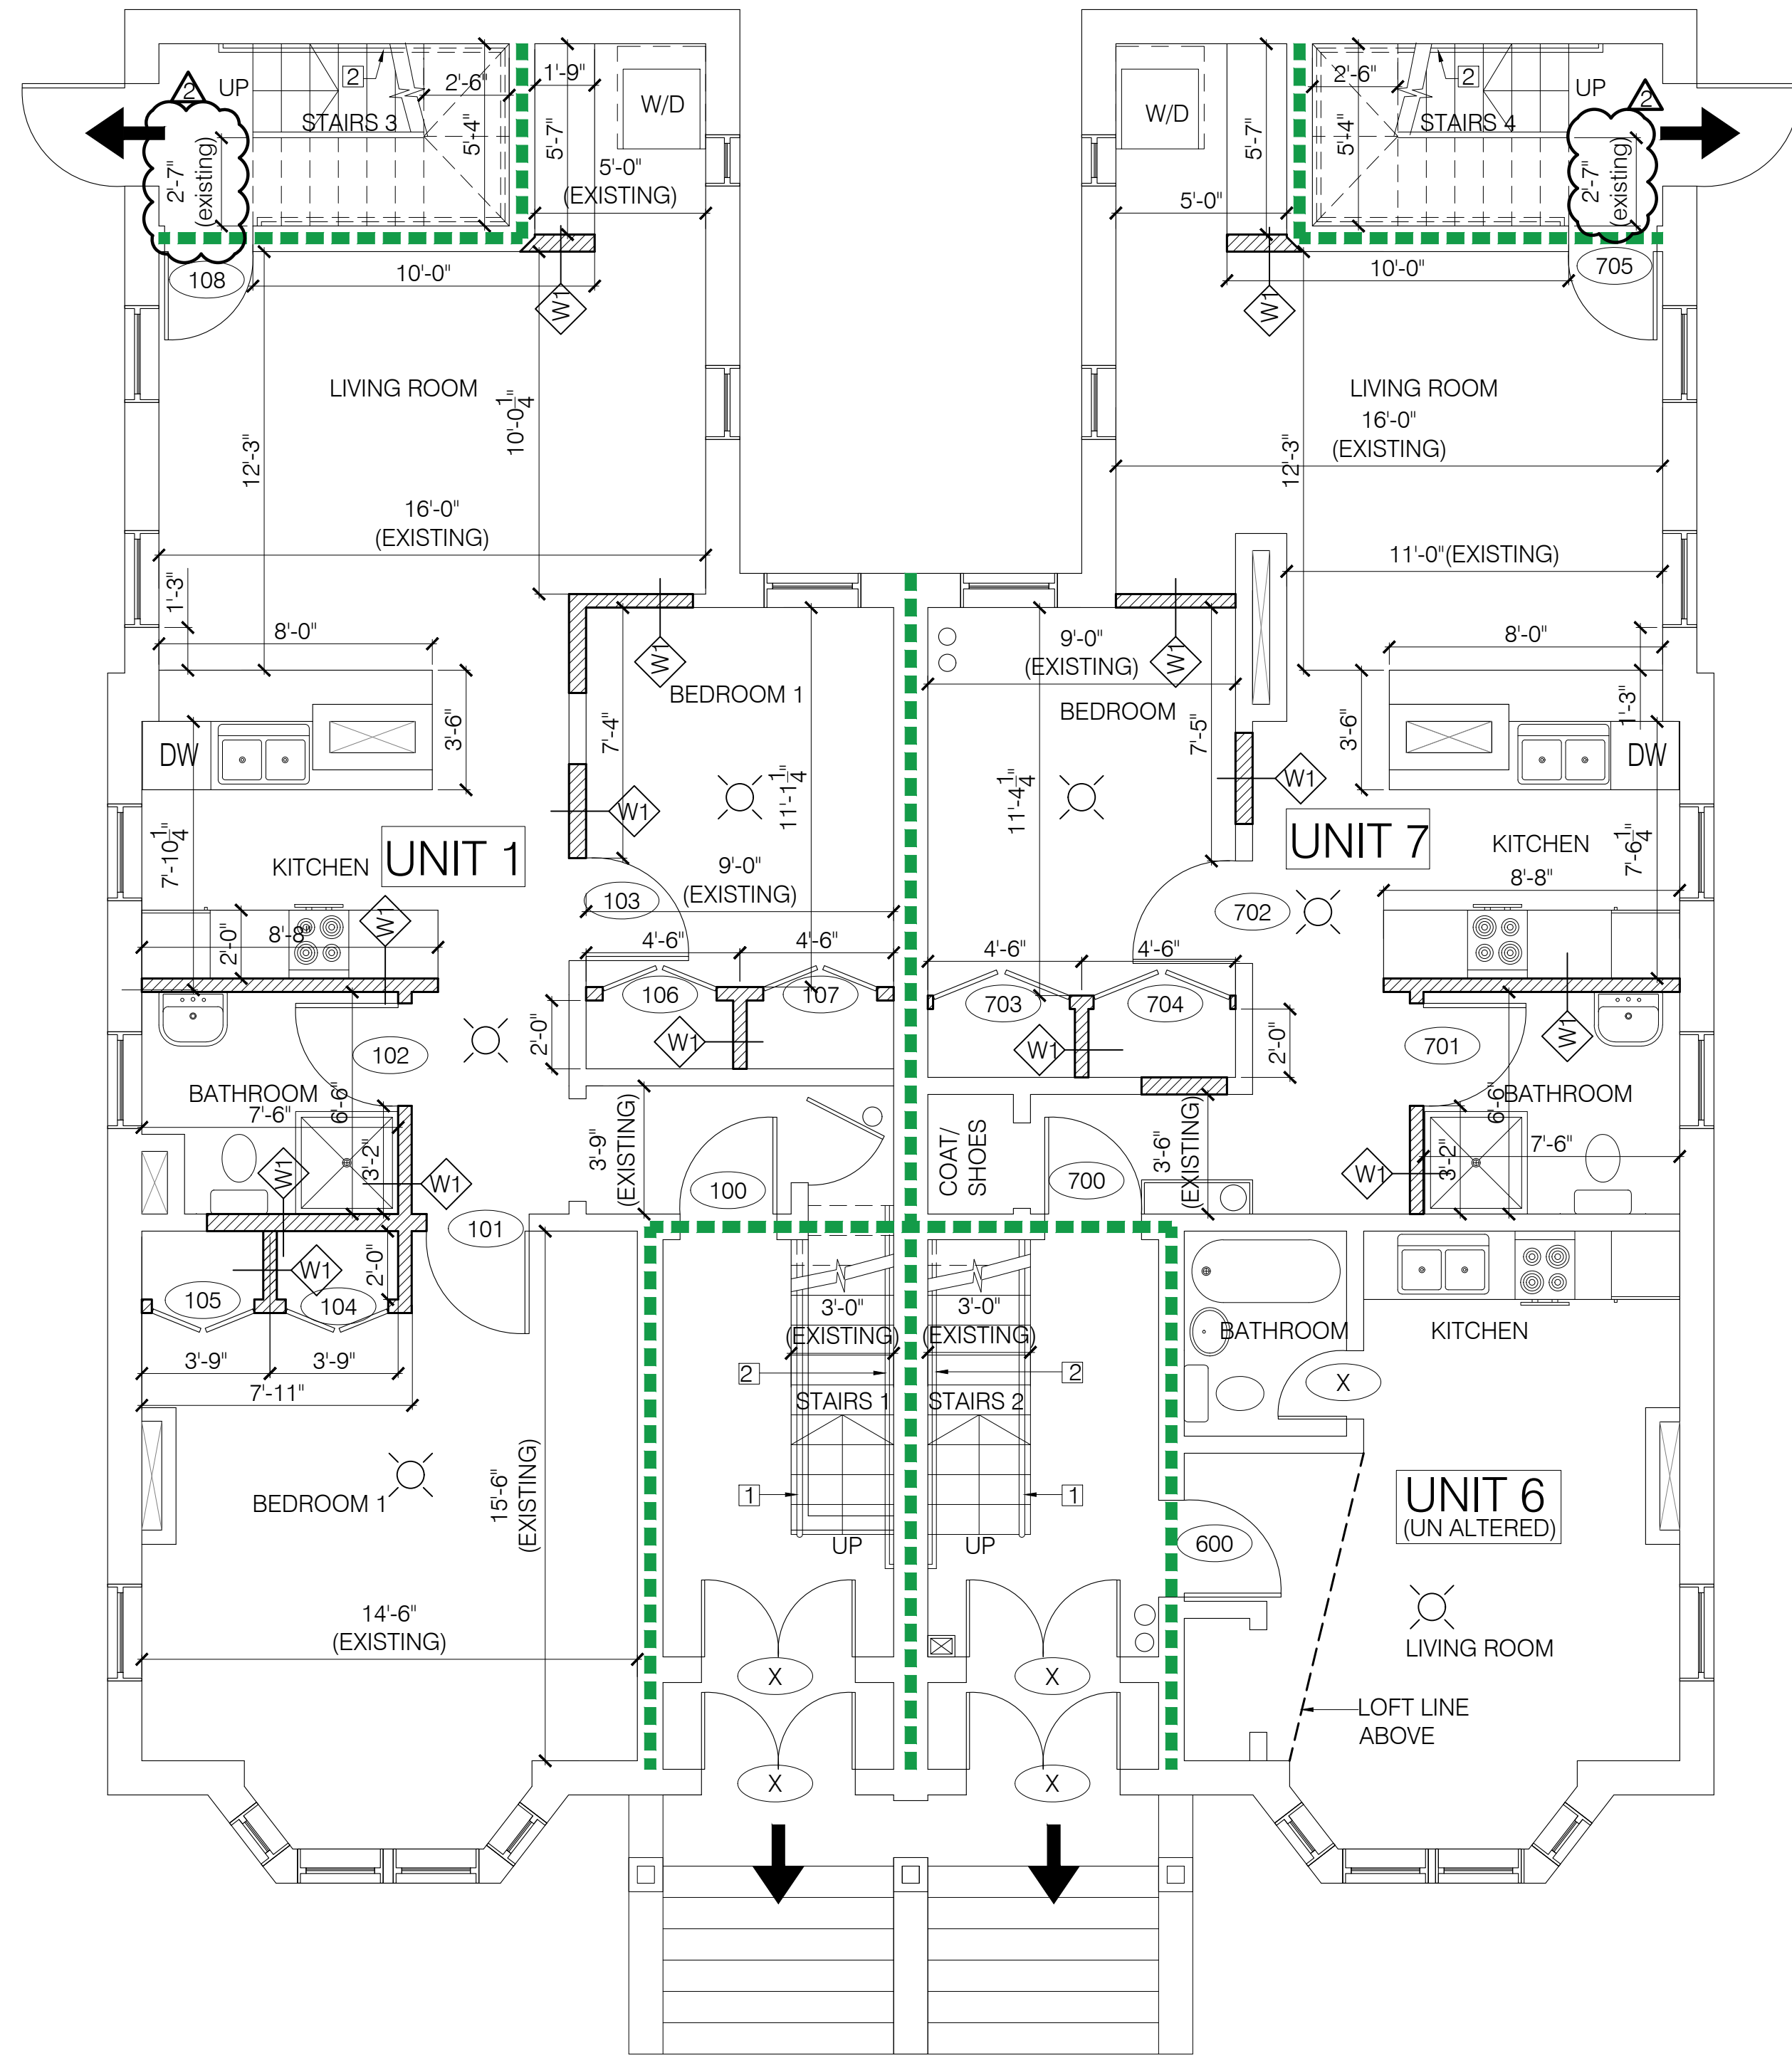 2
UP
2
2'-6"
1'-9"
STAIRS 3
5'-4"
5'-7"
W/D
2'-7"
(existing)
5'-0"
(EXISTING)
108
10'-0"
W1
W/D
5'-7"
5'-4"
2'-6"
2
UP
2
STAIRS 4
2'-7"
(existing)
5'-0"
10'-0"
705
W1
LIVING ROOM
10'-0 1/4"
12'-3"
16'-0"
(EXISTING)
LIVING ROOM
16'-0"
(EXISTING)
12'-3"
11'-0"(EXISTING)
1'-3"
8'-0"
3'-6"
DW
W1
BEDROOM 1
7'-4"
11'-1 1/4"
W1
9'-0"
(EXISTING)
9'-0"
(EXISTING)
W1
BEDROOM
7'-5"
11'-4 1/4"
W1
8'-0"
1'-3"
3'-6"
DW
7'-10 1/4"
KITCHEN
UNIT 1
UNIT 7
KITCHEN
7'-6 1/4"
8'-8"
103
702
2'-0"
8'-8"
W1
4'-6"
4'-6"
4'-6"
4'-6"
106
107
703
704
2'-0"
W1
W1
2'-0"
102
701
W1
BATHROOM
7'-6"
6'-6"
3'-2"
W1
W1
BATHROOM
6'-6"
7'-6"
3'-2"
W1
3'-9"
(EXISTING)
100
COAT/
SHOES
700
3'-6"
(EXISTING)
101
W1
2'-0"
105
104
3'-9"
3'-9"
7'-11"
3'-0"
(EXISTING)
3'-0"
(EXISTING)
BATHROOM
KITCHEN
2
2
X
STAIRS 1
STAIRS 2
BEDROOM 1
15'-6"
(EXISTING)
1
1
UNIT 6
(UN ALTERED)
UP
UP
600
14'-6"
(EXISTING)
LIVING ROOM
X
X
LOFT LINE
ABOVE
X
X